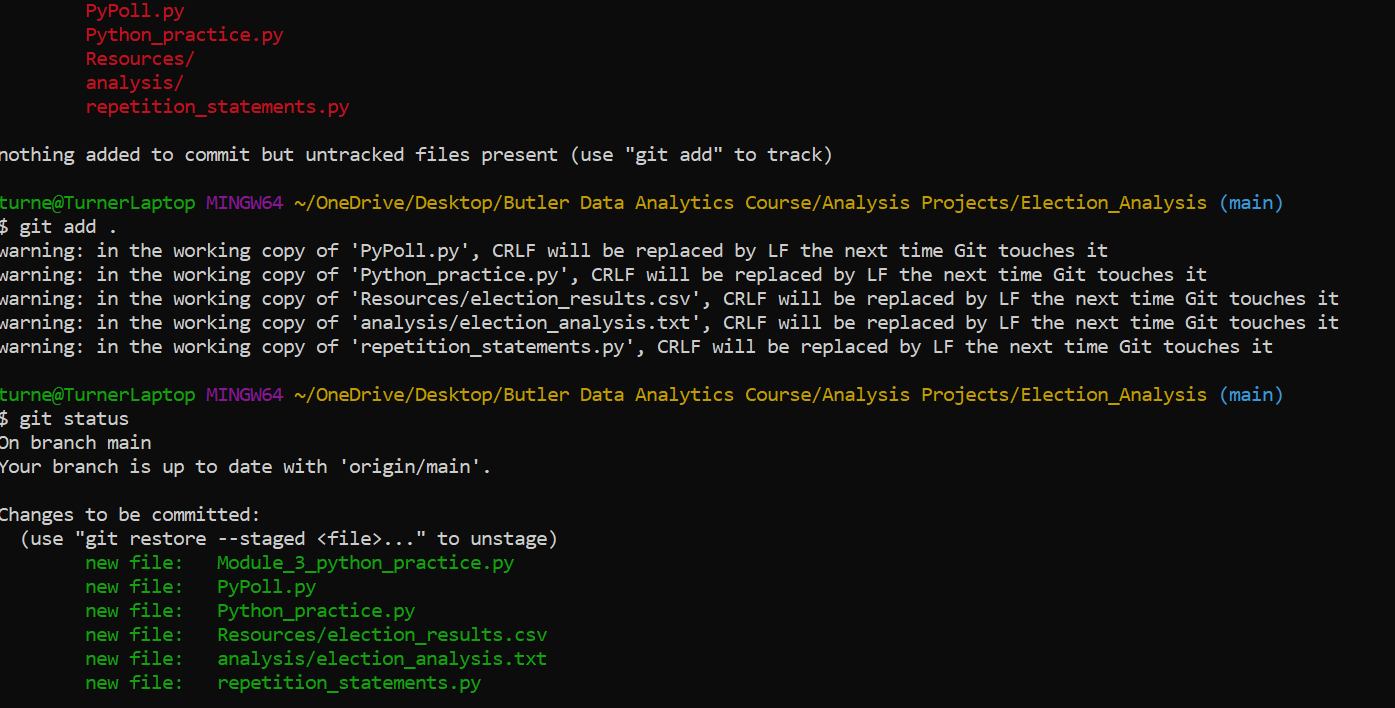 PyPoll.py
Python_practice.py
Resources/
analysis/
repetition_statements.py
nothing added to commit but untracked files present (use "git add" to track)
turne@TurnerLaptop MINGW64 ~/OneDrive/Desktop/Butler Data Analytics Course/Analysis Projects/Election_Analysis (main)
$ git add .
warning: in the working copy of 'PyPoll.py', CRLF will be replaced by LF the next time Git touches it
warning: in the working copy of 'Python_practice.py', CRLF will be replaced by LF the next time Git touches it
warning: in the working copy of 'Resources/election_results.csv', CRLF will be replaced by LF the next time Git touches it
warning: in the working copy of 'analysis/election_analysis.txt', CRLF will be replaced by LF the next time Git touches it
warning: in the working copy of 'repetition_statements.py', CRLF will be replaced by LF the next time Git touches it
turne@TurnerLaptop MINGW64 ~/OneDrive/Desktop/Butler Data Analytics Course/Analysis Projects/Election_Analysis (main)
$ git status
On branch main
Your branch is up to date with 'origin/main'.
Changes to be committed:
(use "git restore --staged <file>..." to unstage)
new file: Module_3_python_practice.py
new file: PyPoll.py
new file: Python_practice.py
new file: Resources/election_results.csv
new file: analysis/election_analysis.txt
new file: repetition_statements.py